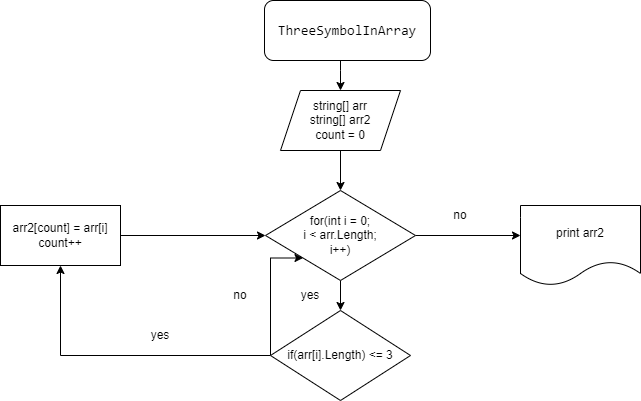 ThreeSymbolInArray
string[] arr
string[] arr2
count = 0
arr2[count] = arr[i]
count++
for(int i = 0;
i < arr.Length;
i++)
no
print arr2
no
yes
yes
if(arr[i].Length) <= 3